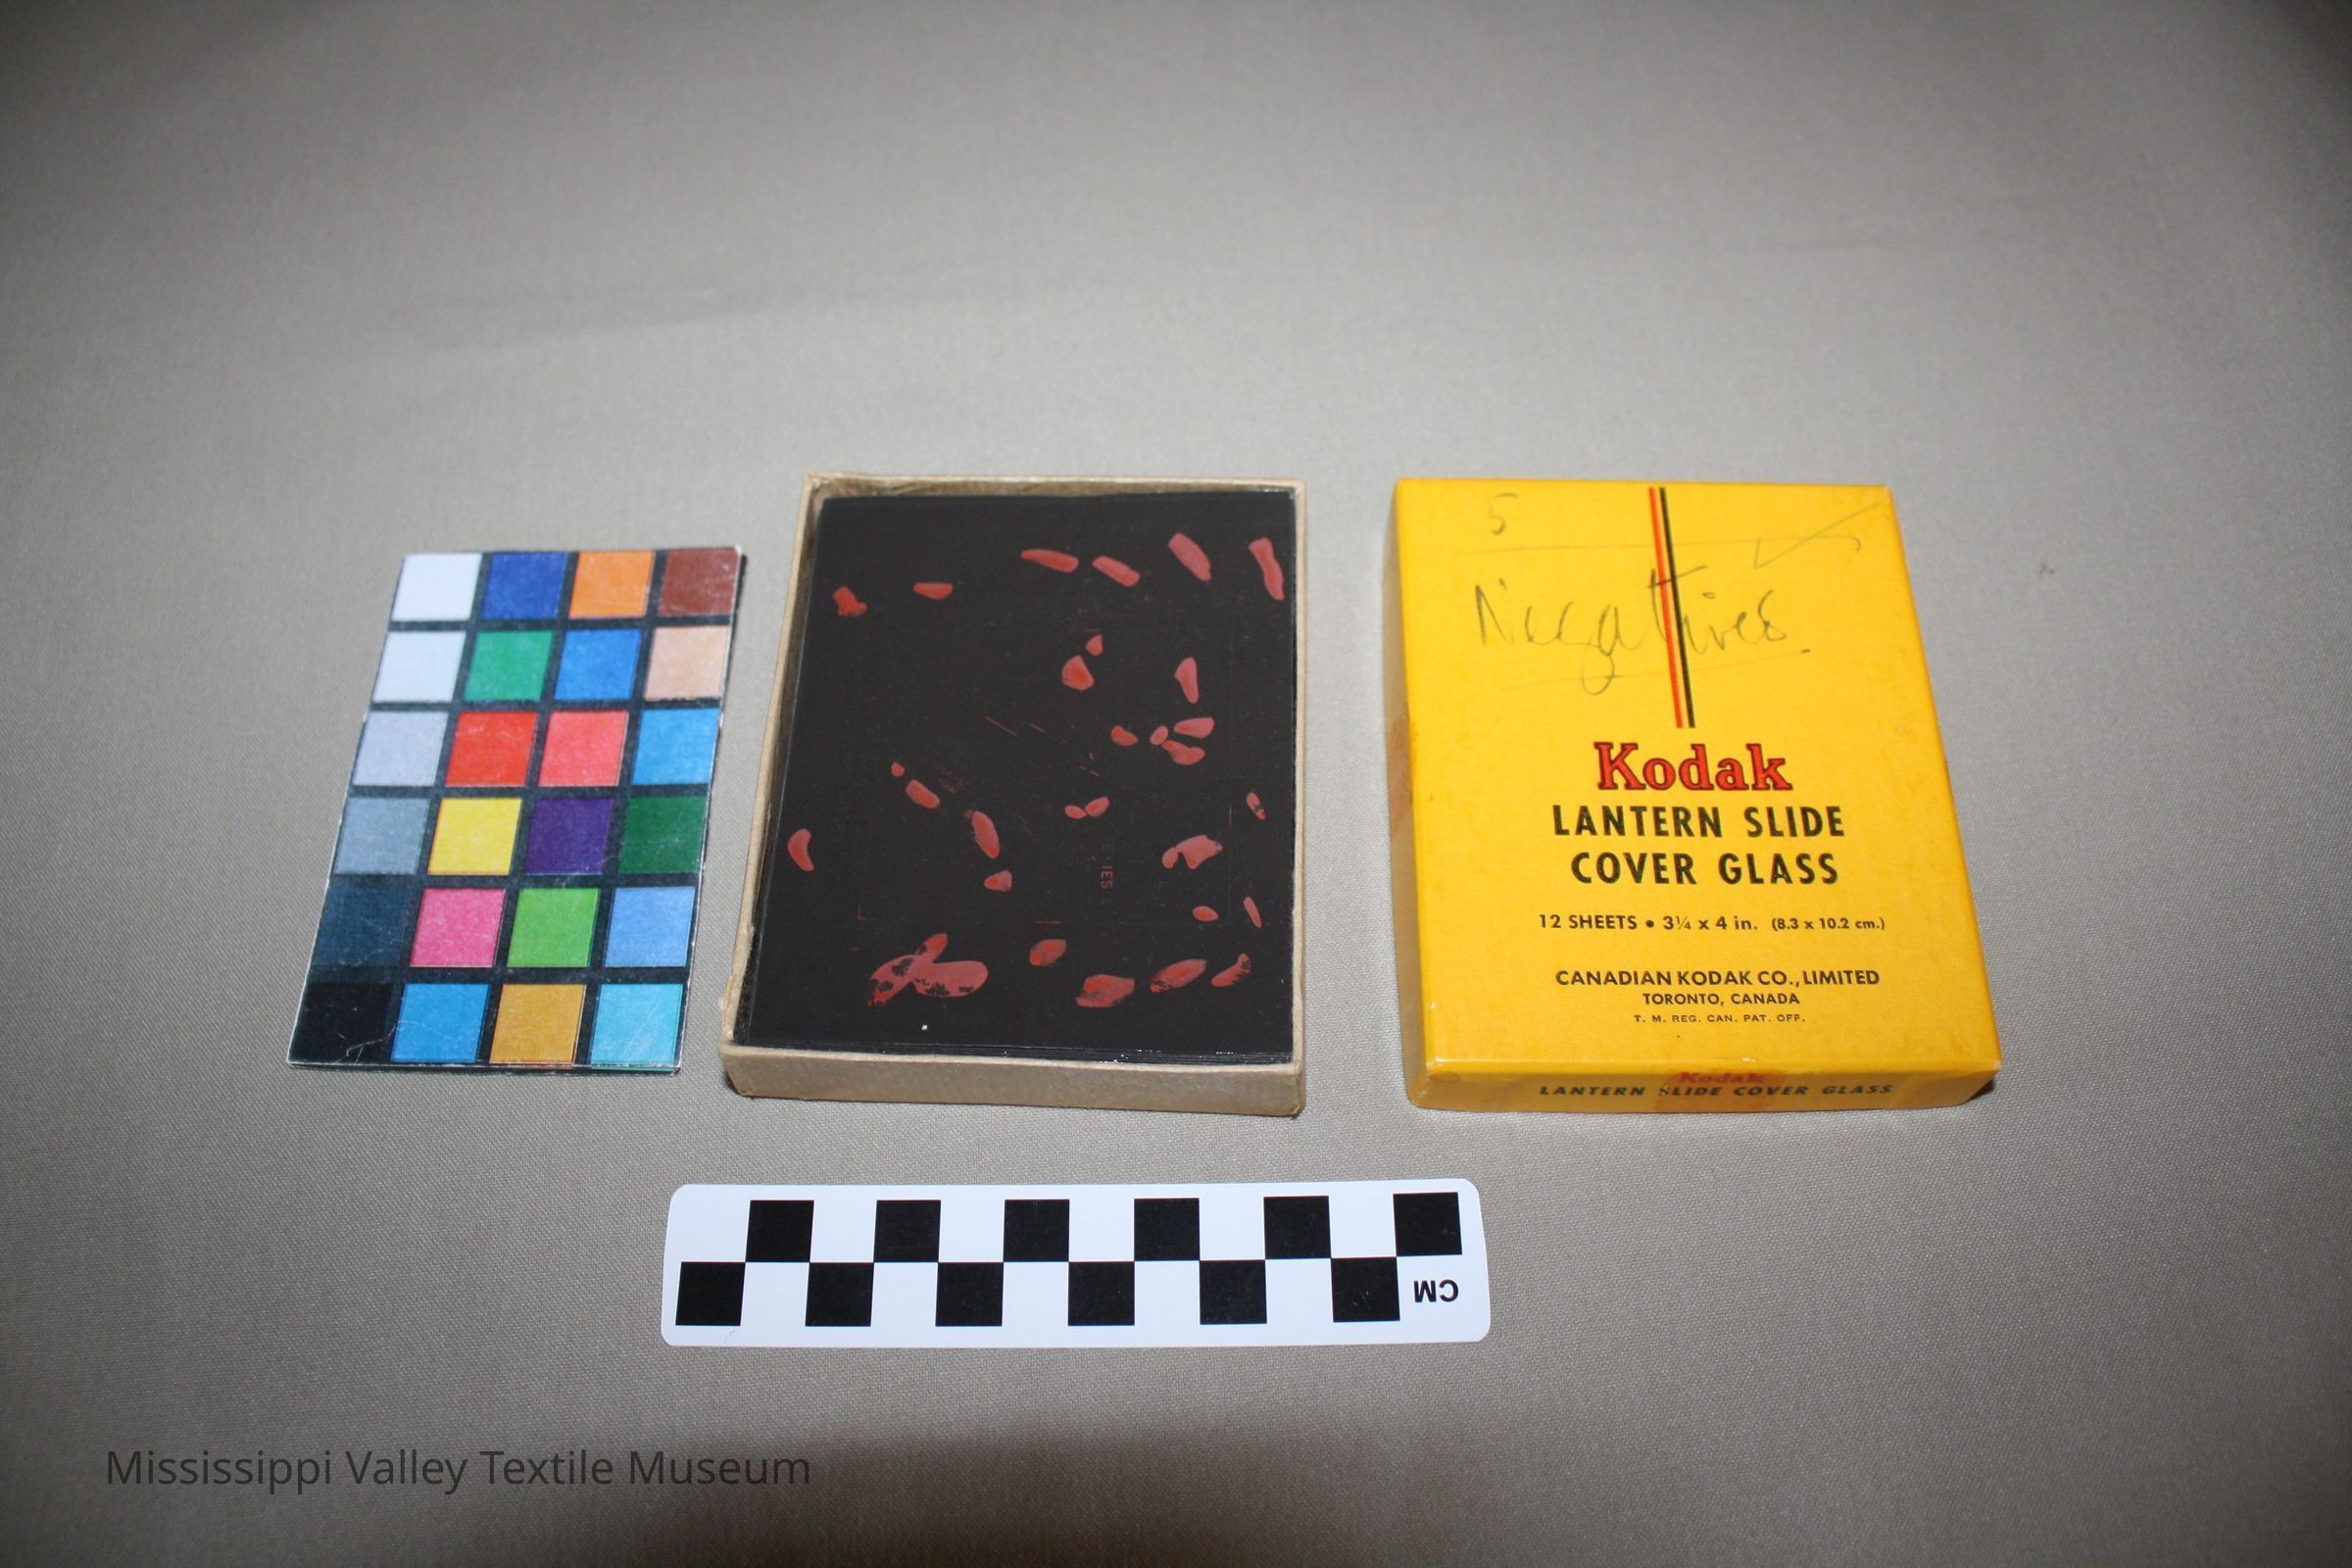 5
Negatives
Kodak
LANTERN SLIDE
COVER GLASS
12 SHEETS • 3¼ x 4 in. (8.3 x 10.2 cm.)
CANADIAN KODAK CO., LIMITED
TORONTO, CANADA
T. M. REG. CAN. PAT. OFF.
Kodak
LANTERN SLIDE COVER GLASS
CM
Mississippi Valley Textile Museum